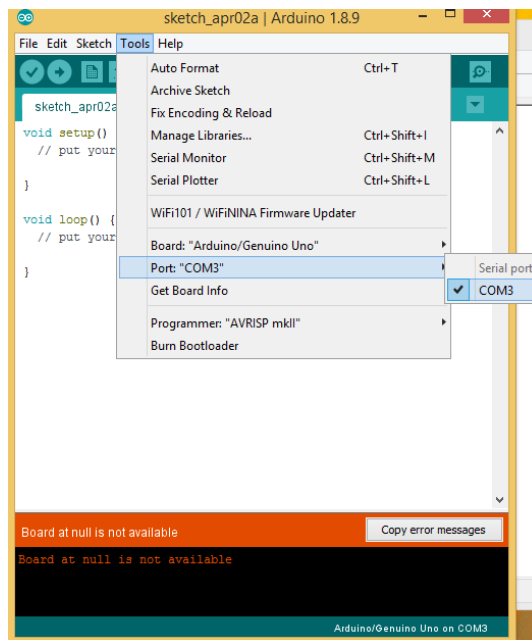 sketch_apr02a | Arduino 1.8.9
File Edit Sketch Tools Help
Auto Format Ctrl+T
Archive Sketch
Fix Encoding & Reload
Manage Libraries... Ctrl+Shift+I
Serial Monitor Ctrl+Shift+M
Serial Plotter Ctrl+Shift+L
WiFi101 / WiFiNINA Firmware Updater
Board: "Arduino/Genuino Uno"
Port: "COM3"
Get Board Info
Programmer: "AVRISP mkII"
Burn Bootloader
Serial port
COM3
sketch_apr02a
void setup()
// put your
}
void loop() {
// put your
}
Board at null is not available
Copy error messages
Board at null is not available
Arduino/Genuino Uno on COM3